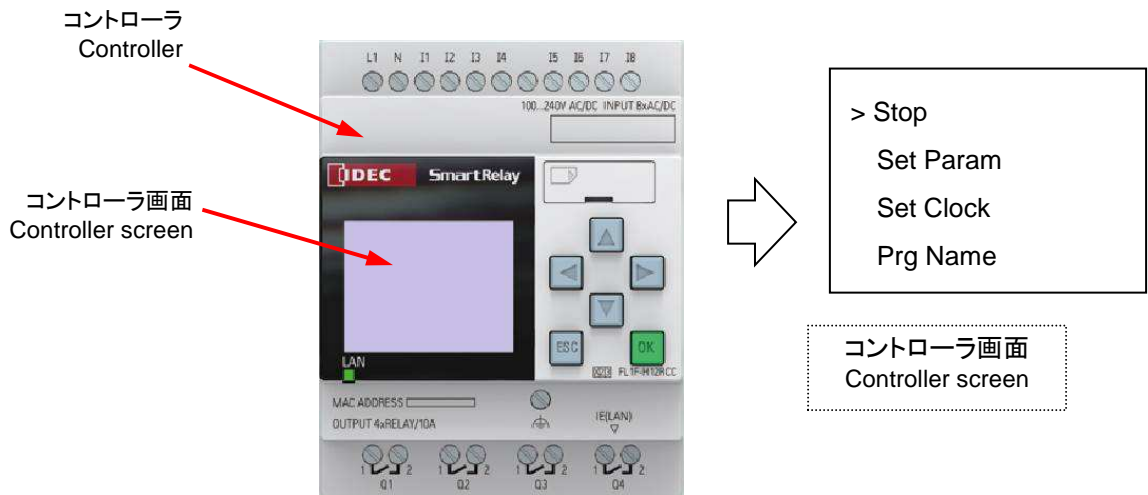 コントローラ
Controller
L1 N I1 I2 I3 I4 I5 I6 I7 I8
100...240V AC/DC INPUT 8xAC/DC
IDEC SmartRelay
コントローラ画面
Controller screen
ESC OK
LAN
FL1F-H12RCC
MAC ADDRESS
OUTPUT 4xRELAY/10A
IE(LAN)
1 2 1 2 1 2 1 2
Q1 Q2 Q3 Q4
> Stop
Set Param
Set Clock
Prg Name
コントローラ画面
Controller screen